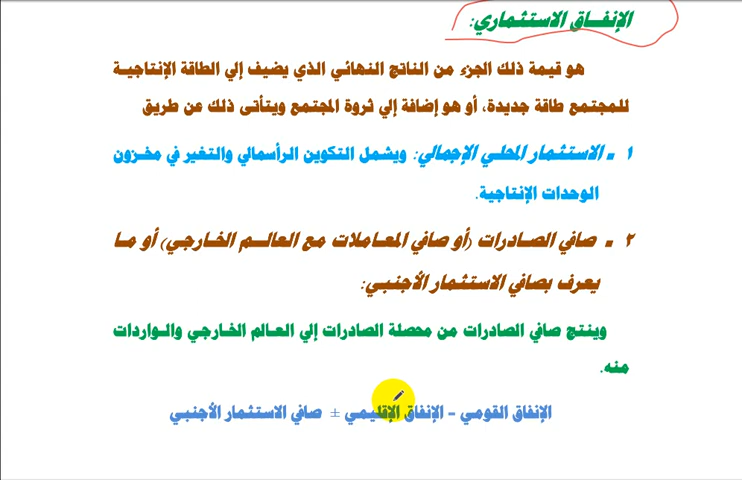 الإنفـاق الاستثماري:
هو قيمة ذلك الجزء من الناتج النهائي الذي يضيف إلي الطاقة الإنتاجيـة
للمجتمع طاقة جديدة، أو هو إضافة إلي ثروة المجتمع ويتأتى ذلك عن طريق
١ - الاستثمار المحلي الإجمالي: ويشمل التكوين الرأسمالي والتغير في مخزون
الوحدات الإنتاجية.
٢ - صافي الصادرات (أو صافي المعاملات مع العالم الخارجي) أو ما
يعرف بصافي الاستثمار الأجنبي:
وينتج صافي الصادرات من محصلة الصادرات إلي العالم الخارجي والواردات
منه.
الإنفاق القومي - الإنفاق الإقليمي ± صافي الاستثمار الأجنبي